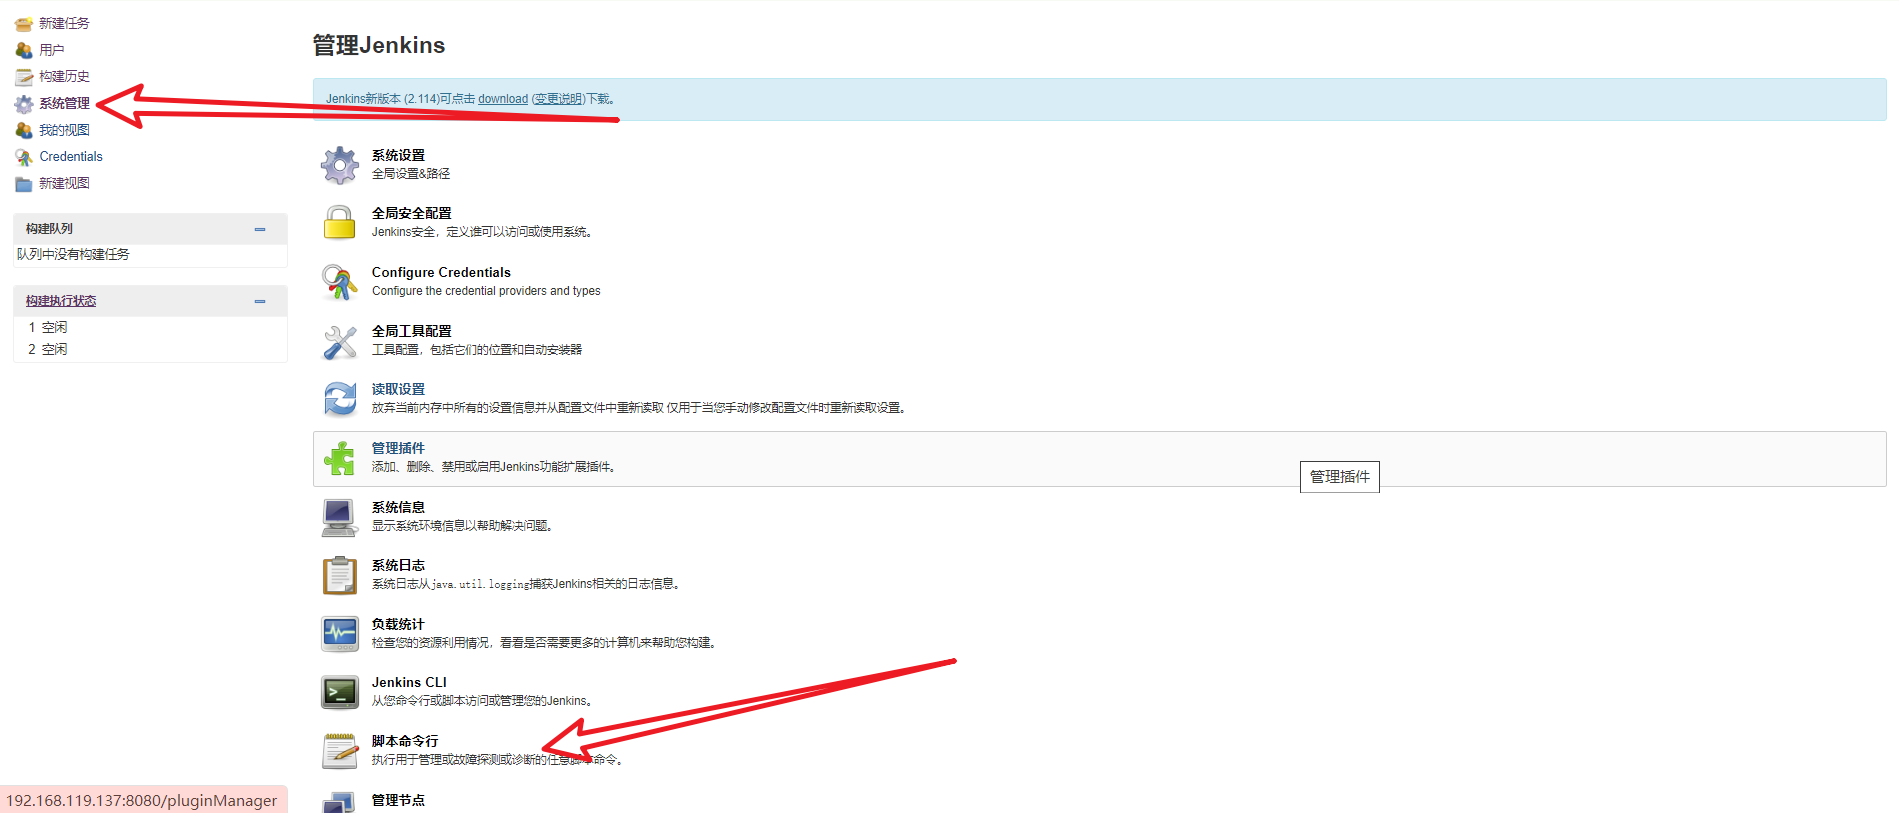 新建任务
用户
构建历史
系统管理
我的视图
Credentials
新建视图
构建队列
队列中没有构建任务
构建执行状态
1 空闲
2 空闲
管理Jenkins
Jenkins新版本 (2.114)可点击 download (变更说明)下载。
系统设置
全局设置&路径
全局安全配置
Jenkins安全，定义谁可以访问或使用系统。
Configure Credentials
Configure the credential providers and types
全局工具配置
工具配置，包括它们的位置和自动安装器
读取设置
放弃当前内存中所有的设置信息并从配置文件中重新读取 仅用于当您手动修改配置文件时重新读取设置。
管理插件
添加、删除、禁用或启用Jenkins功能扩展插件。
管理插件
系统信息
显示系统环境信息以帮助解决问题。
系统日志
系统日志从java.util.logging捕获Jenkins相关的日志信息。
负载统计
检查您的资源利用情况，看看是否需要更多的计算机来帮助您构建。
Jenkins CLI
从您命令行或脚本访问或管理您的Jenkins。
脚本命令行
执行用于管理或故障探测或诊断的任意脚本命令。
管理节点
192.168.119.137:8080/pluginManager